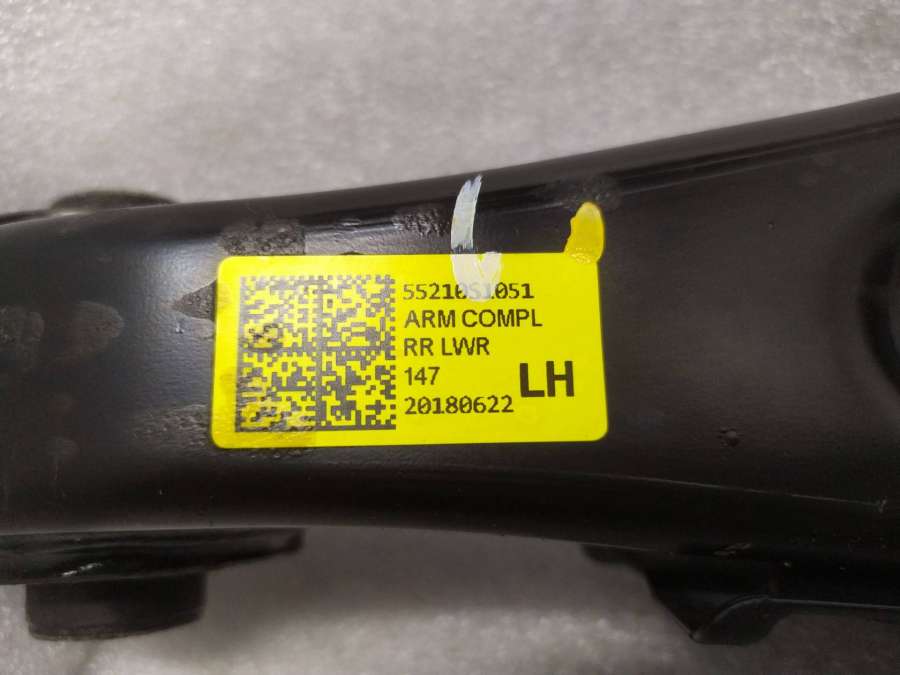 55210S1051
ARM COMPL
RR LWR
147
LH
20180622